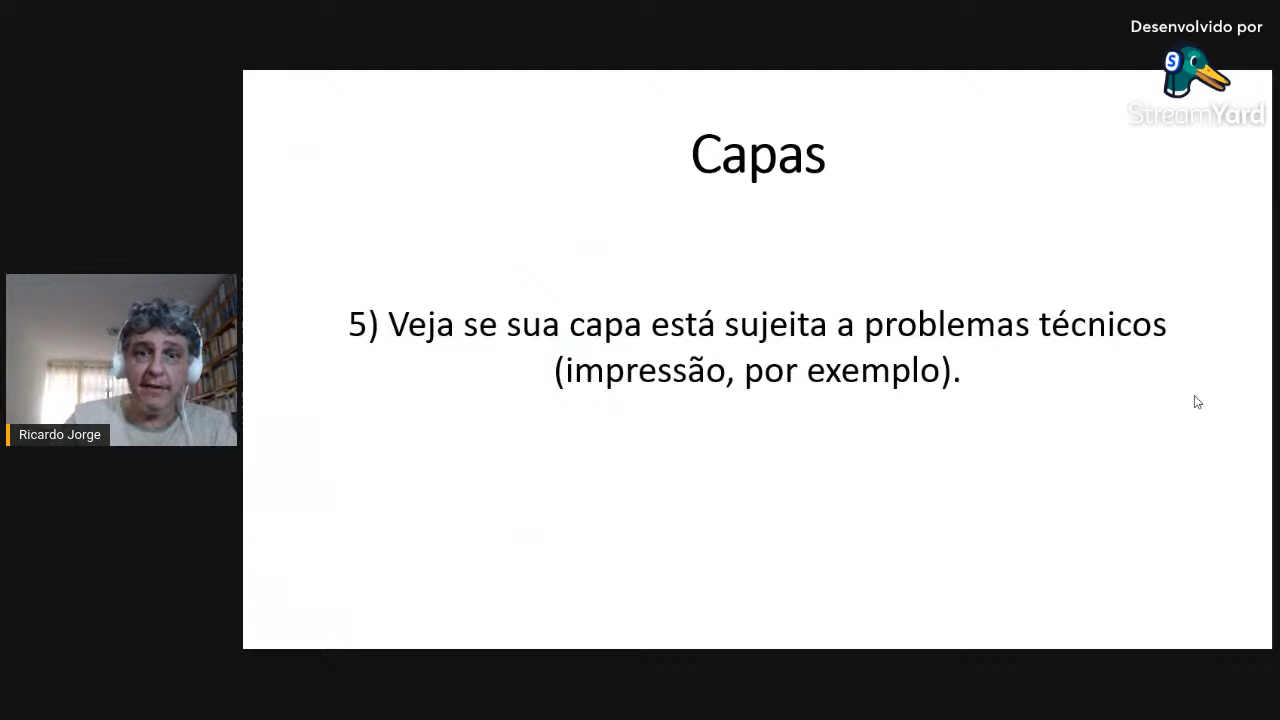 Desenvolvido por
S
StreamYard
Capas
5) Veja se sua capa está sujeita a problemas técnicos
(impressão, por exemplo).
Ricardo Jorge